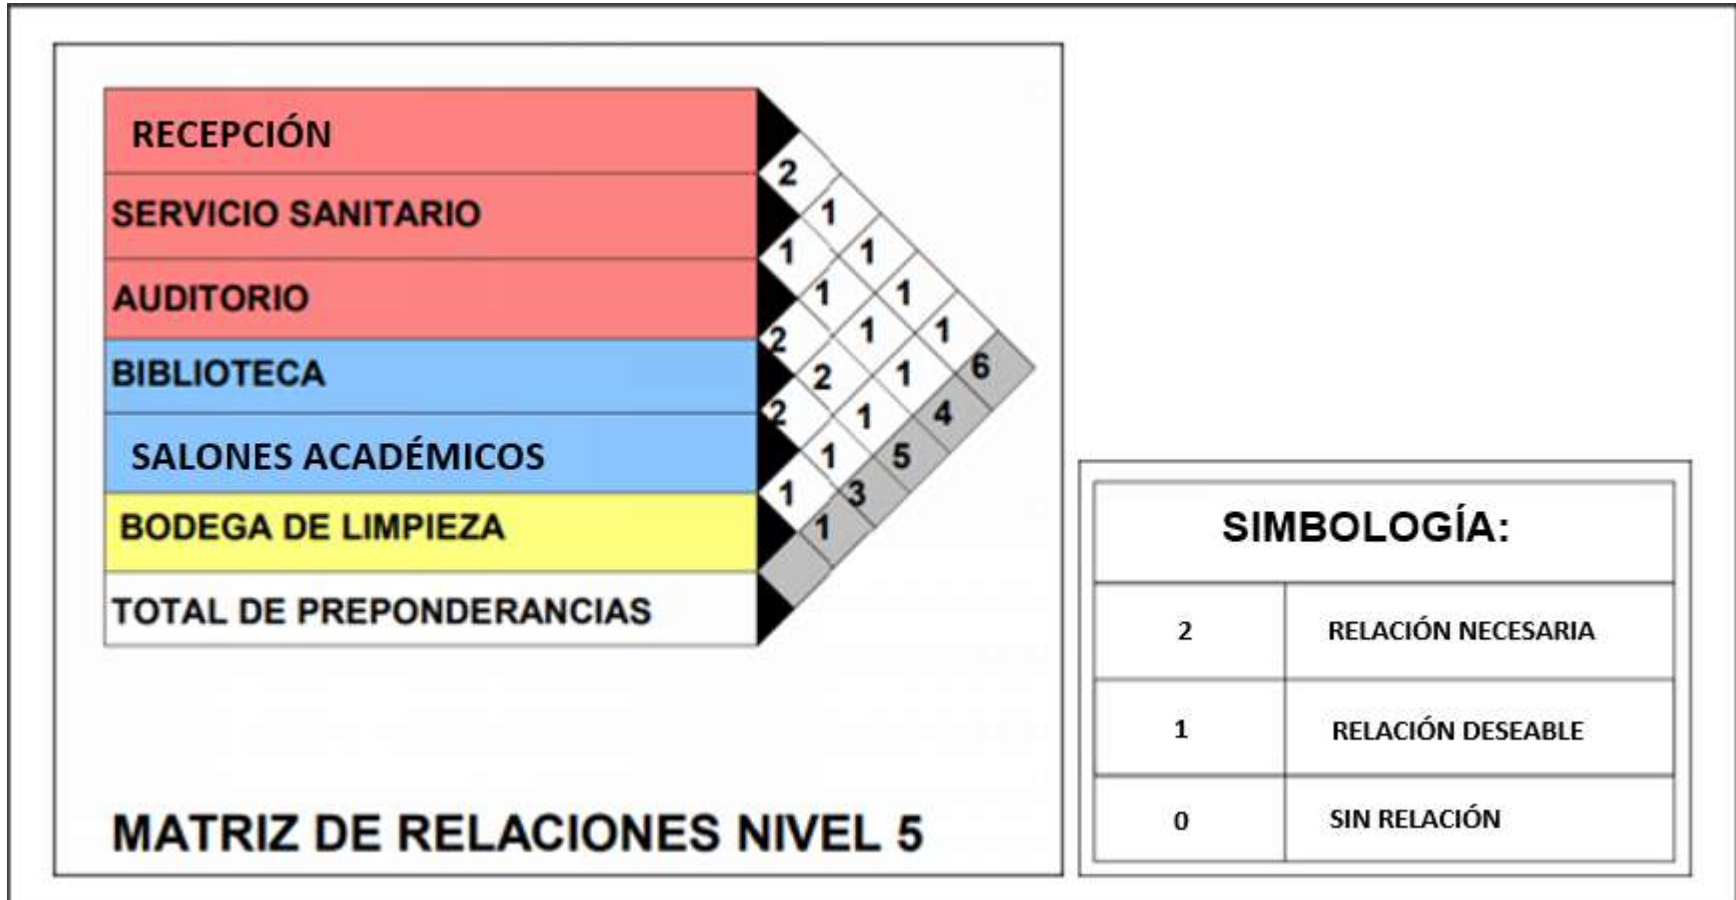 RECEPCIÓN
SERVICIO SANITARIO
AUDITORIO
BIBLIOTECA
SALONES ACADÉMICOS
BODEGA DE LIMPIEZA
TOTAL DE PREPONDERANCIAS
2
1
1 1
1 1
2 1 1
2 1 6
2 1 4
1 5
1 3
1
MATRIZ DE RELACIONES NIVEL 5
SIMBOLOGÍA:
2 RELACIÓN NECESARIA
1 RELACIÓN DESEABLE
0 SIN RELACIÓN